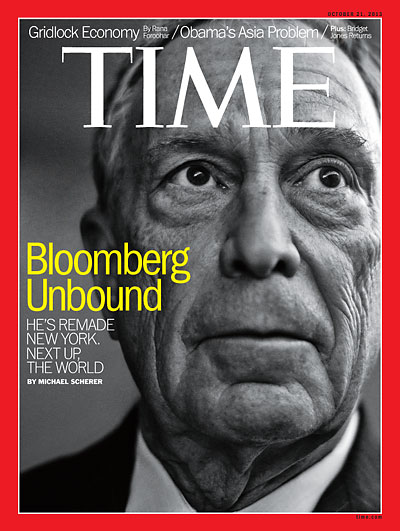 OCTOBER 21, 2013
Gridlock Economy By Rana Foroohar / Obama's Asia Problem / Plus: Bridget Jones Returns
TIME
Bloomberg
Unbound
HE'S REMADE
NEW YORK.
NEXT UP,
THE WORLD
BY MICHAEL SCHERER
time.com